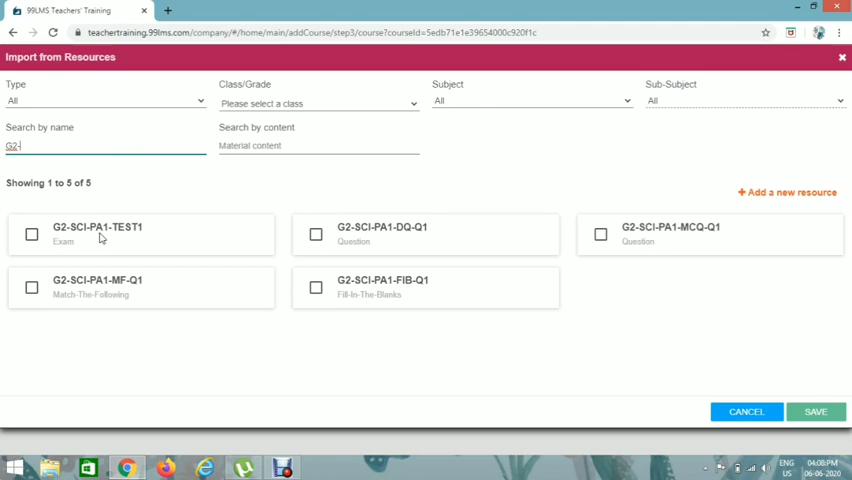 99LMS Teachers' Training
teachertraining.99lms.com/company/#/home/main/addCourse/step3/course?courseId=5edb71e1e39654000c920f1c
Import from Resources
Type Class/Grade Subject Sub-Subject
All Please select a class All All
Search by name Search by content
G2- Material content
Showing 1 to 5 of 5
+ Add a new resource
G2-SCI-PA1-TEST1 G2-SCI-PA1-DQ-Q1 G2-SCI-PA1-MCQ-Q1
Exam Question Question
G2-SCI-PA1-MF-Q1 G2-SCI-PA1-FIB-Q1
Match-The-Following Fill-In-The-Blanks
CANCEL SAVE
ENG 04:08 PM
US 06-06-2020